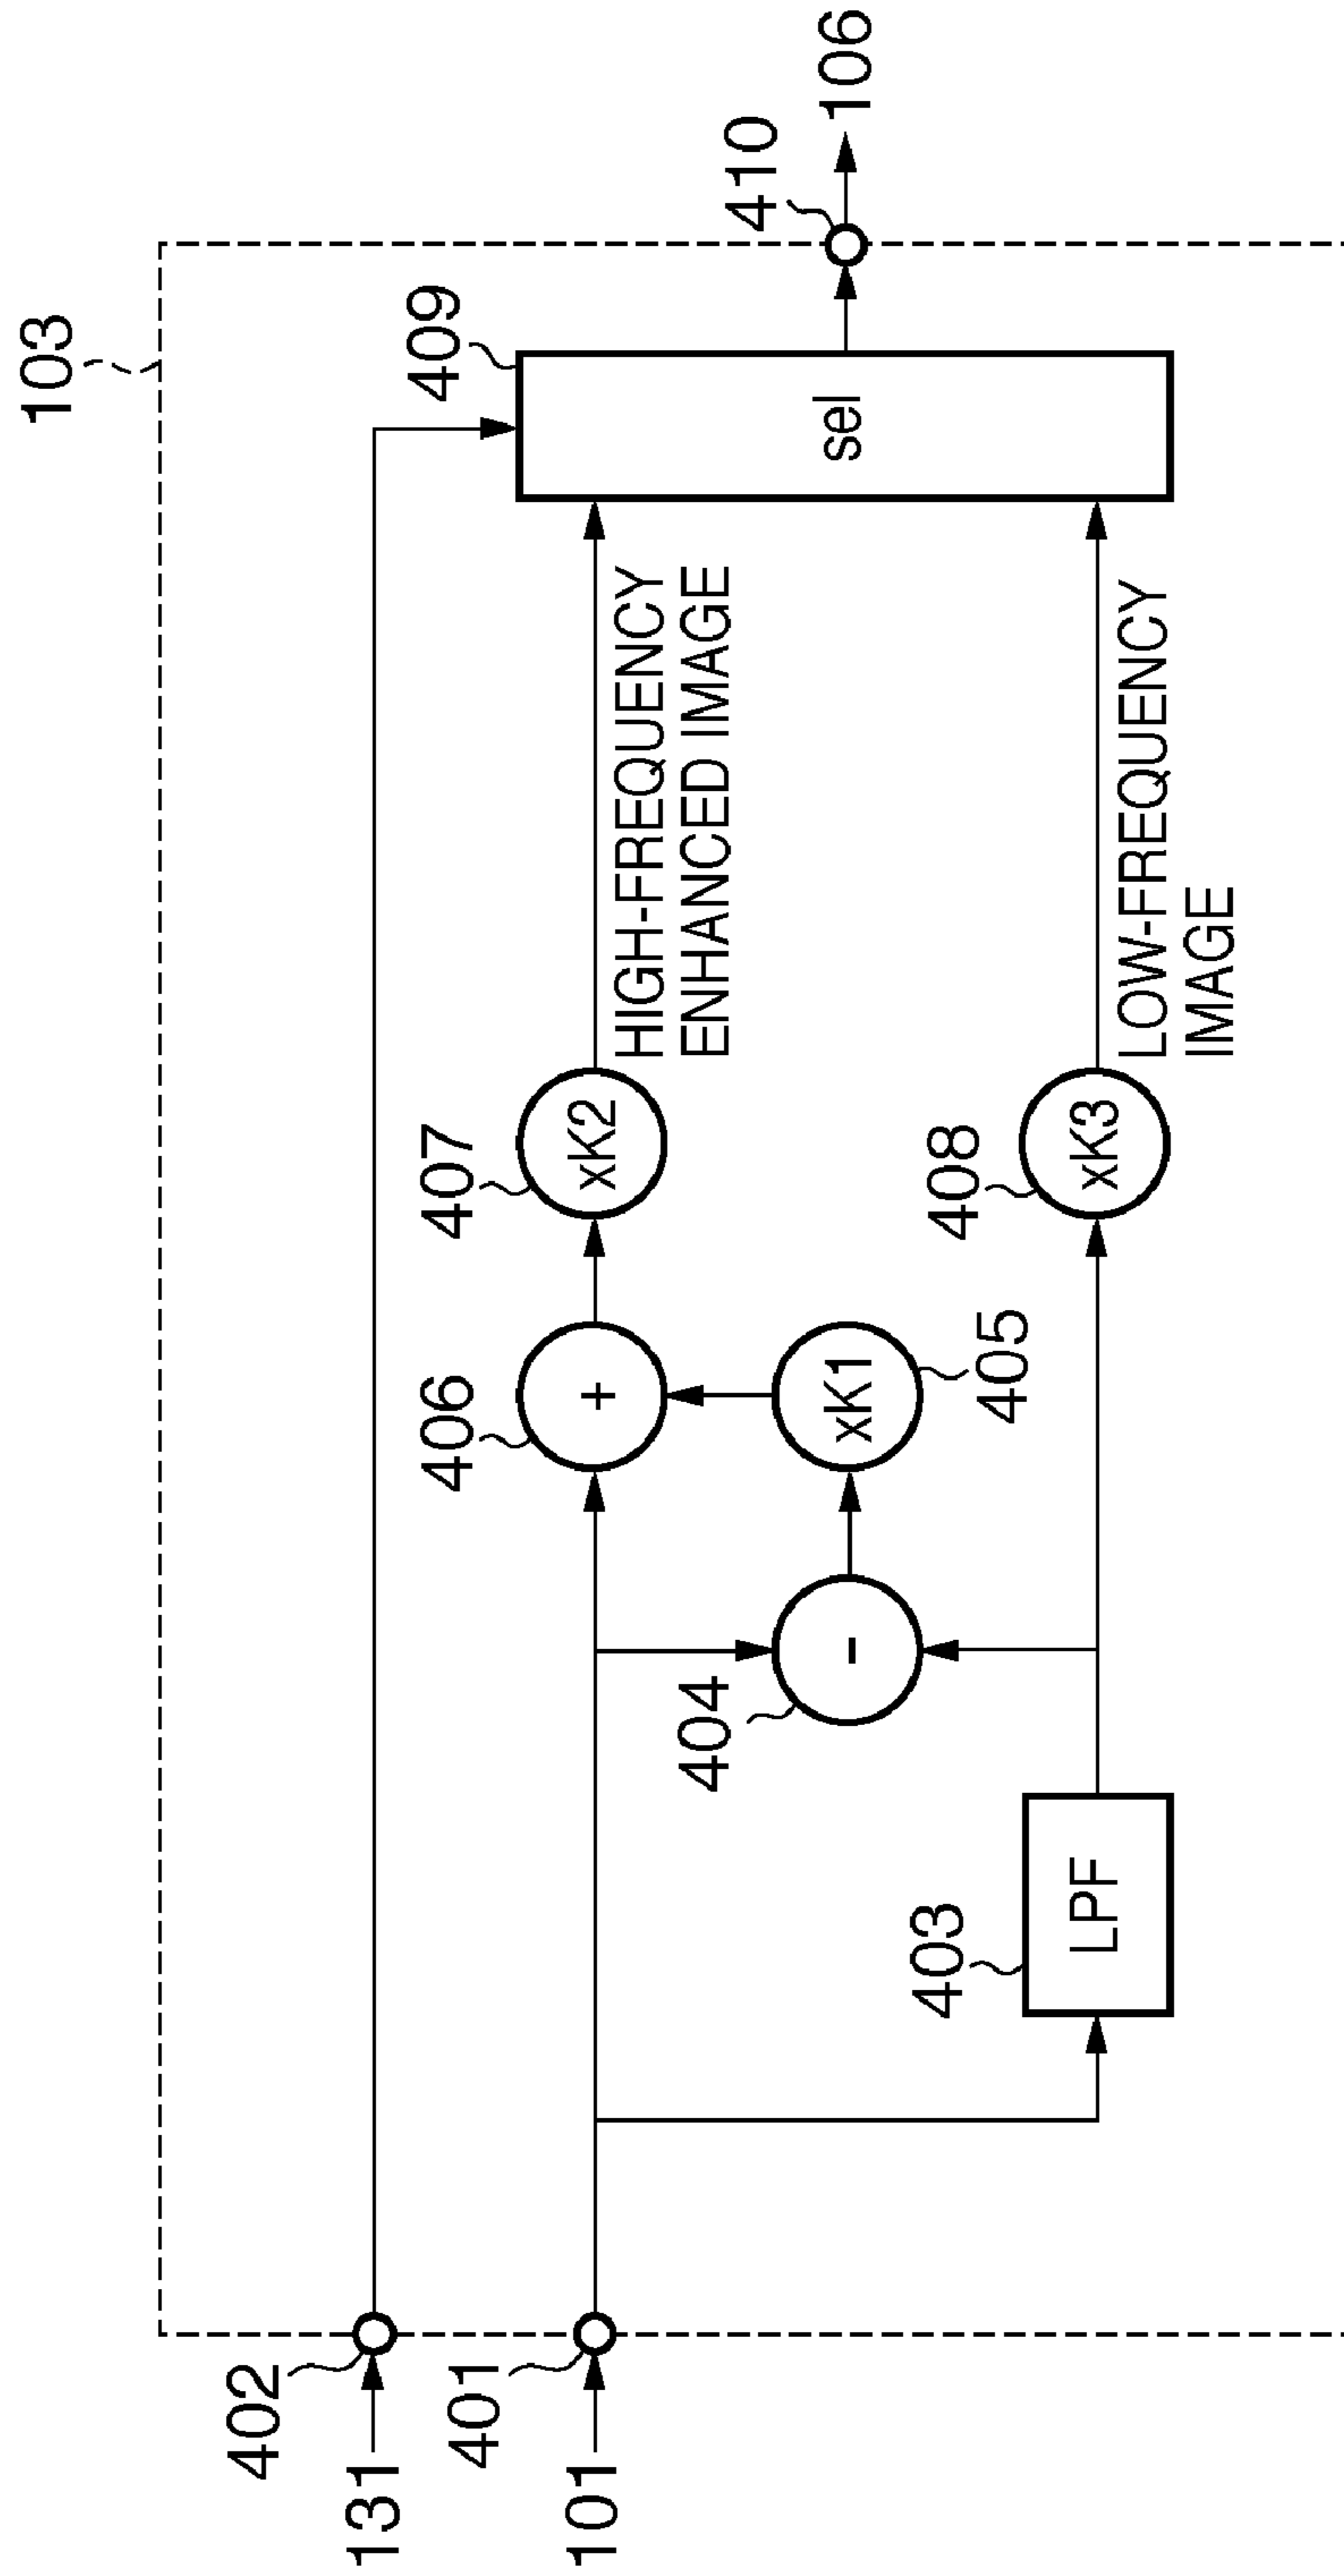 103
402
131
401
101
403
LPF
404
-
406
+
405
xK1
407
xK2
408
xK3
HIGH-FREQUENCY
ENHANCED IMAGE
LOW-FREQUENCY
IMAGE
409
sel
410
106